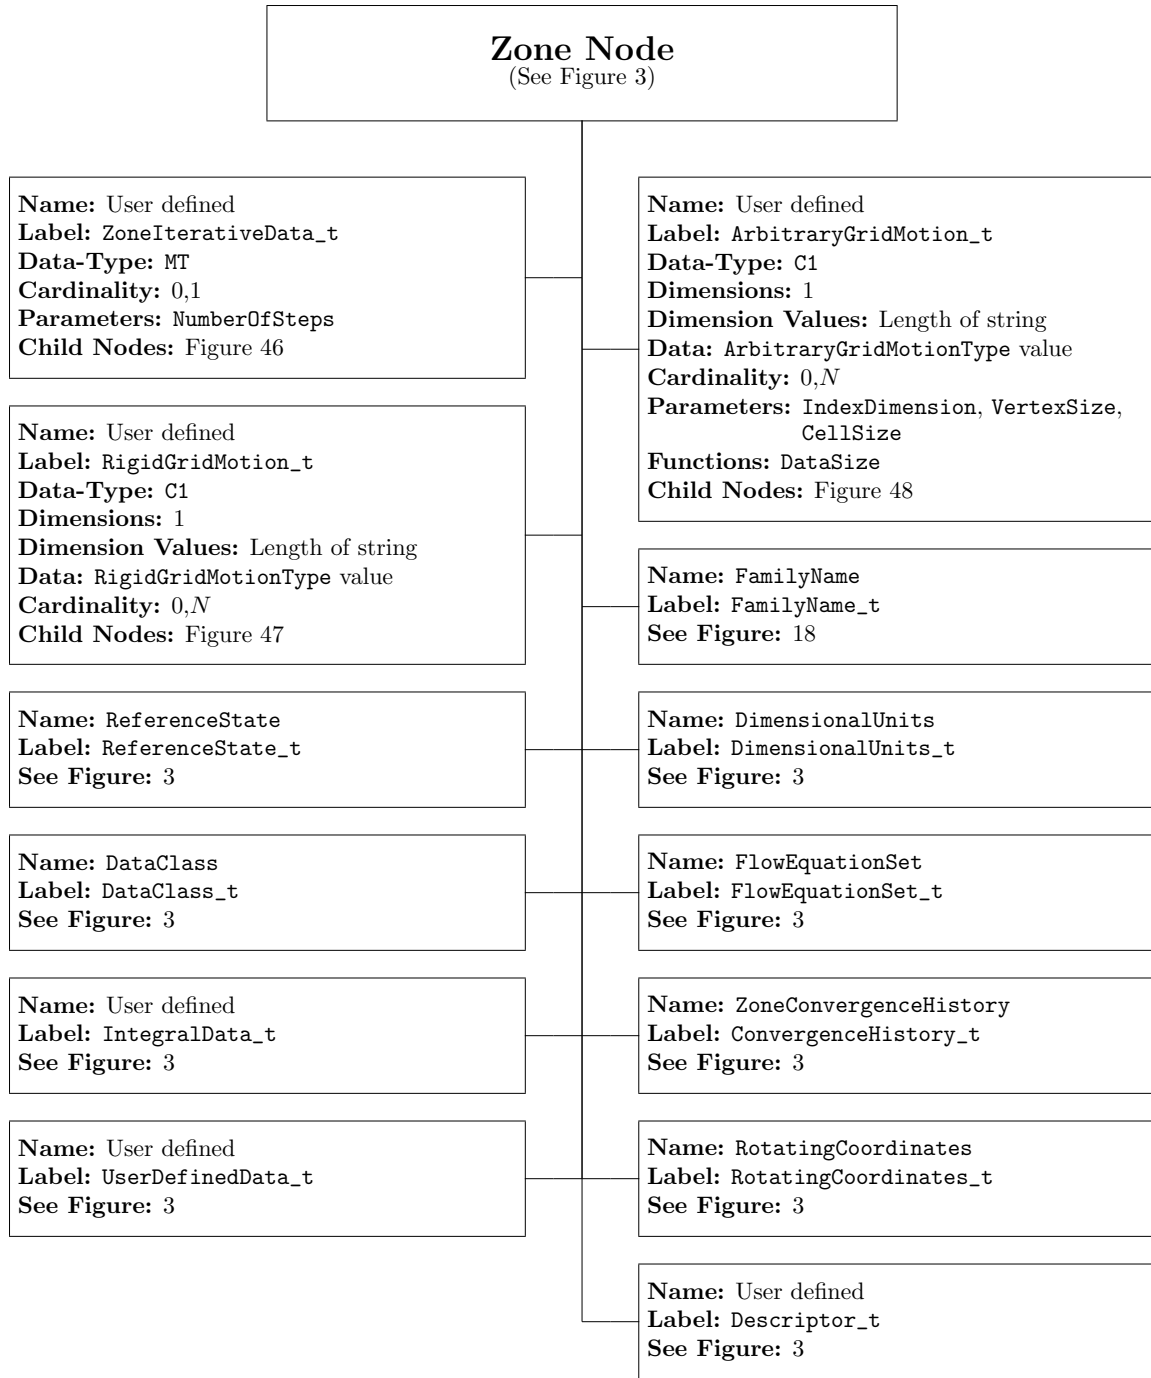 Zone Node
(See Figure 3)
Name: User defined
Label: ZoneIterativeData_t
Data-Type: MT
Cardinality: 0,1
Parameters: NumberOfSteps
Child Nodes: Figure 46
Name: User defined
Label: ArbitraryGridMotion_t
Data-Type: C1
Dimensions: 1
Dimension Values: Length of string
Data: ArbitraryGridMotionType value
Cardinality: 0,N
Parameters: IndexDimension, VertexSize,
CellSize
Functions: DataSize
Child Nodes: Figure 48
Name: User defined
Label: RigidGridMotion_t
Data-Type: C1
Dimensions: 1
Dimension Values: Length of string
Data: RigidGridMotionType value
Cardinality: 0,N
Child Nodes: Figure 47
Name: FamilyName
Label: FamilyName_t
See Figure: 18
Name: ReferenceState
Label: ReferenceState_t
See Figure: 3
Name: DimensionalUnits
Label: DimensionalUnits_t
See Figure: 3
Name: DataClass
Label: DataClass_t
See Figure: 3
Name: FlowEquationSet
Label: FlowEquationSet_t
See Figure: 3
Name: User defined
Label: IntegralData_t
See Figure: 3
Name: ZoneConvergenceHistory
Label: ConvergenceHistory_t
See Figure: 3
Name: User defined
Label: UserDefinedData_t
See Figure: 3
Name: RotatingCoordinates
Label: RotatingCoordinates_t
See Figure: 3
Name: User defined
Label: Descriptor_t
See Figure: 3